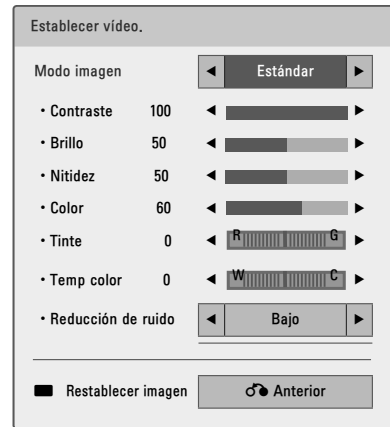 Establecer vídeo.
Modo imagen ◀ Estándar ▶
• Contraste 100
• Brillo 50
• Nitidez 50
• Color 60
• Tinte 0 R G
• Temp color 0 W C
• Reducción de ruido ◀ Bajo ▶
Restablecer imagen Anterior